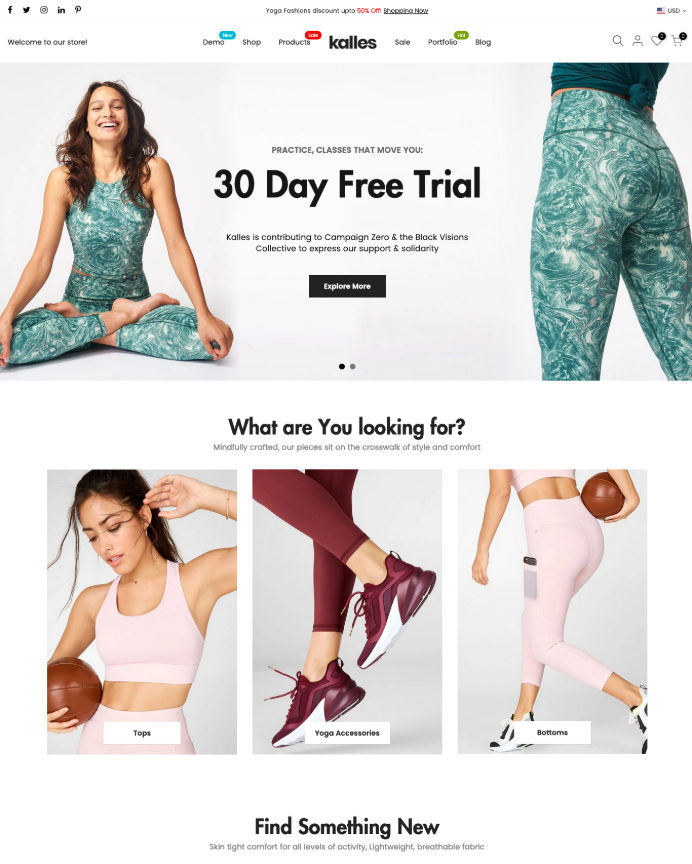 Yoga Fashions discount upto 50% Off! Shopping Now
USD
Welcome to our store!
Demo New Shop Products Sale kalles Sale Portfolio Hot Blog
0 0
PRACTICE, CLASSES THAT MOVE YOU:
30 Day Free Trial
Kalles is contributing to Campaign Zero & the Black Visions
Collective to express our support & solidarity
Explore More
What are You looking for?
Mindfully crafted, our pieces sit on the crosswalk of style and comfort
Tops
Yoga Accessories
Bottoms
Find Something New
Skin tight comfort for all levels of activity, Lightweight, breathable fabric